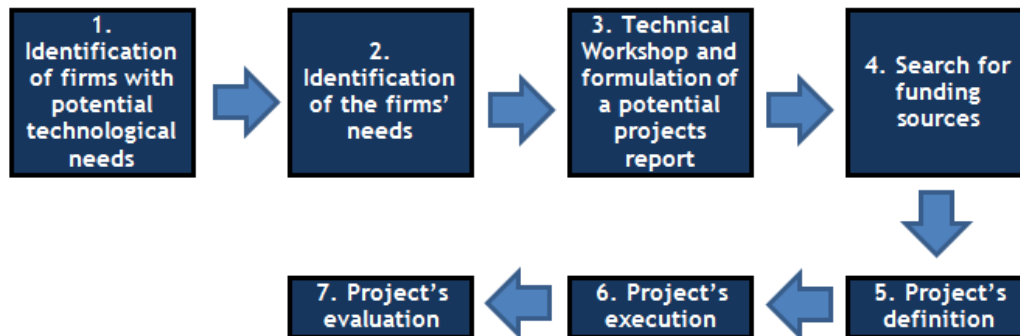 1.
Identification
of firms with
potential
technological
needs
2.
Identification
of the firms'
needs
3. Technical
Workshop and
formulation of
a potential
projects
report
4. Search for
funding
sources
5. Project's
definition
6. Project's
execution
7. Project's
evaluation